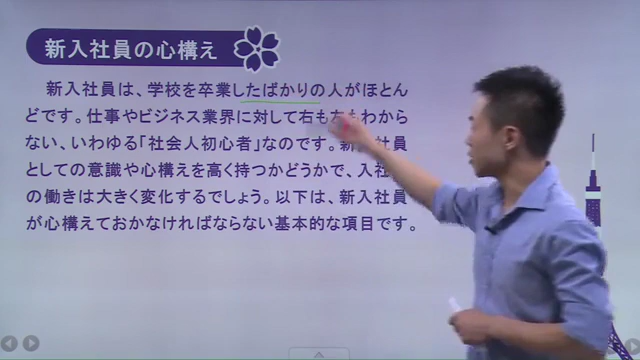 新入社員の心構え
新入社員は、学校を卒業したばかりの人がほとん
どです。仕事やビジネス業界に対して右も左もわから
ない、いわゆる「社会人初心者」なのです。新 社員
としての意識や心構えを高く持つかどうかで、入社
の働きは大きく変化するでしょう。以下は、新入社員
が心構えておかなければならない基本的な項目です。